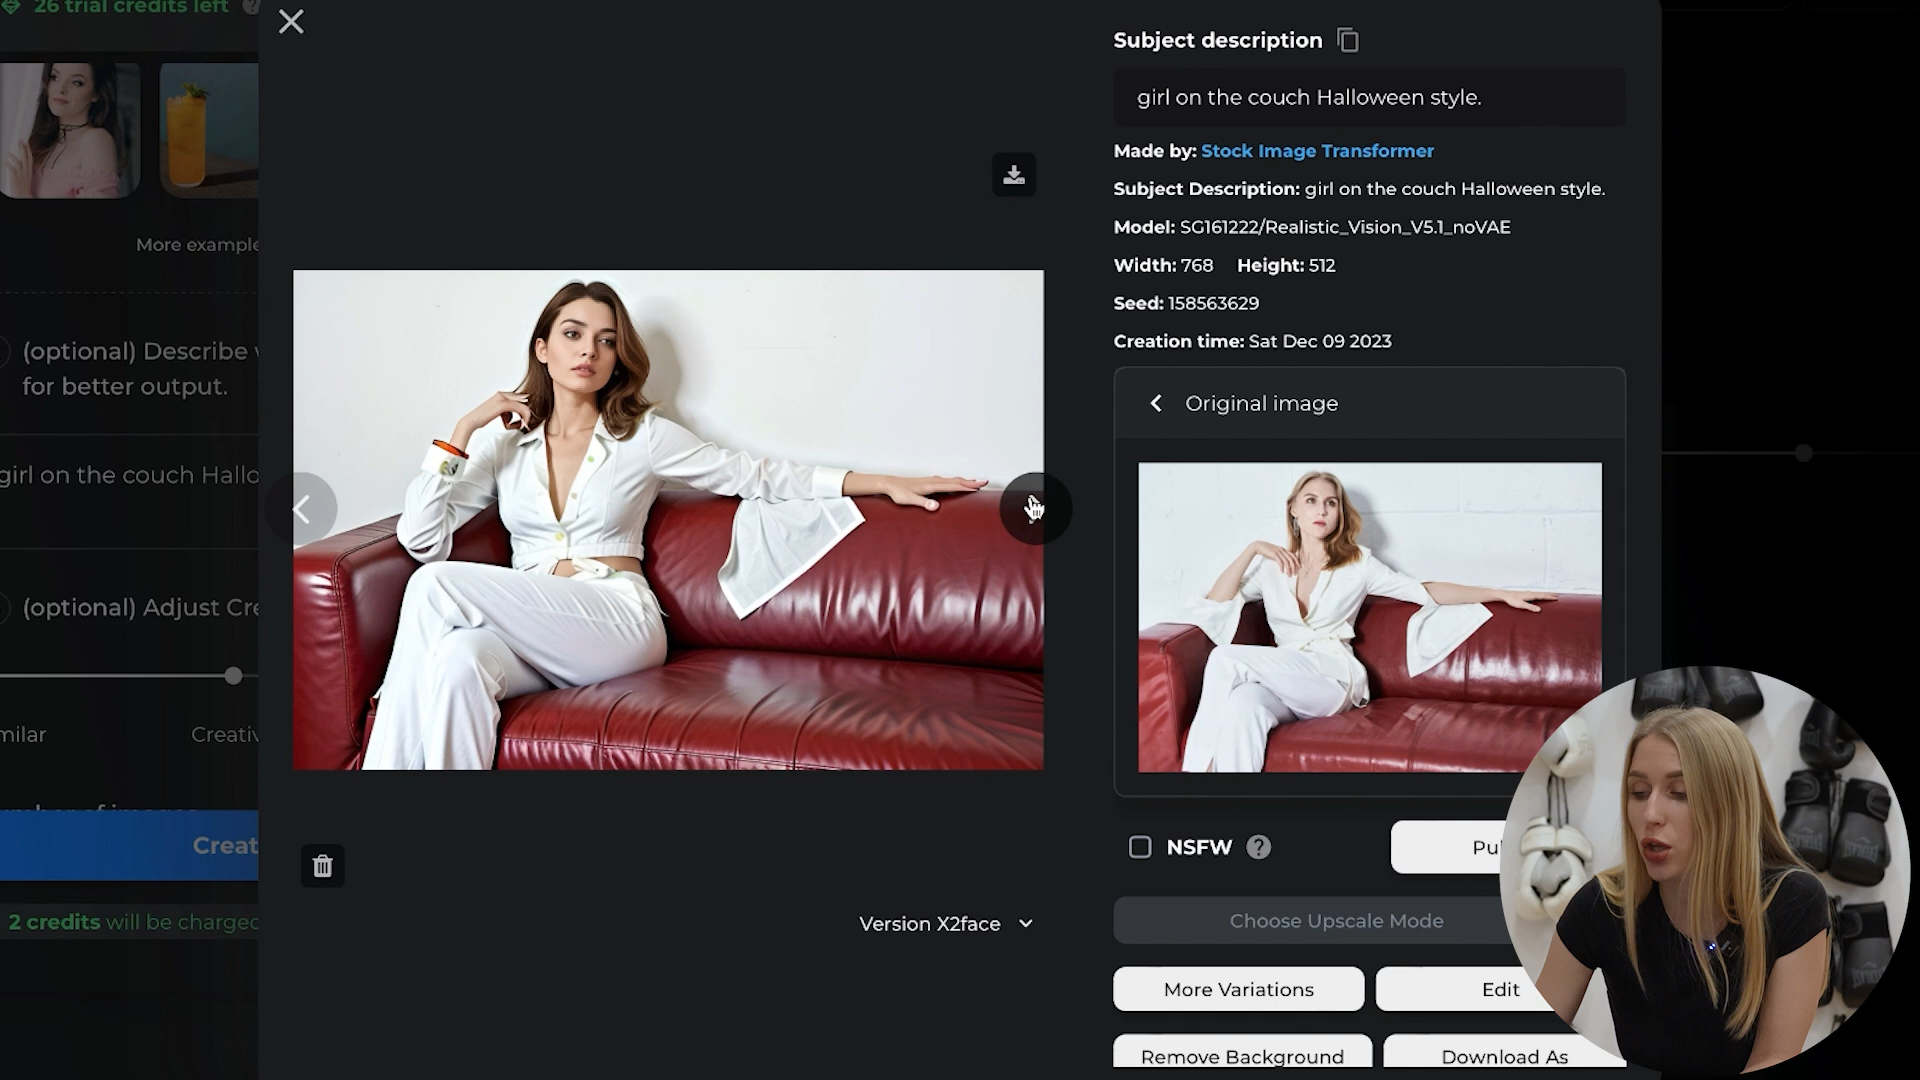 26 trial credits left
More example
(optional) Describe
for better output.
girl on the couch Hallo
(optional) Adjust Cre
milar
Creativ
Creat
2 credits will be charged
Version X2face
Subject description
girl on the couch Halloween style.
Made by: Stock Image Transformer
Subject Description: girl on the couch Halloween style.
Model: SG161222/Realistic_Vision_V5.1_noVAE
Width: 768 Height: 512
Seed: 158563629
Creation time: Sat Dec 09 2023
Original image
NSFW
Pu
Choose Upscale Mode
More Variations
Edit
Remove Background
Download As